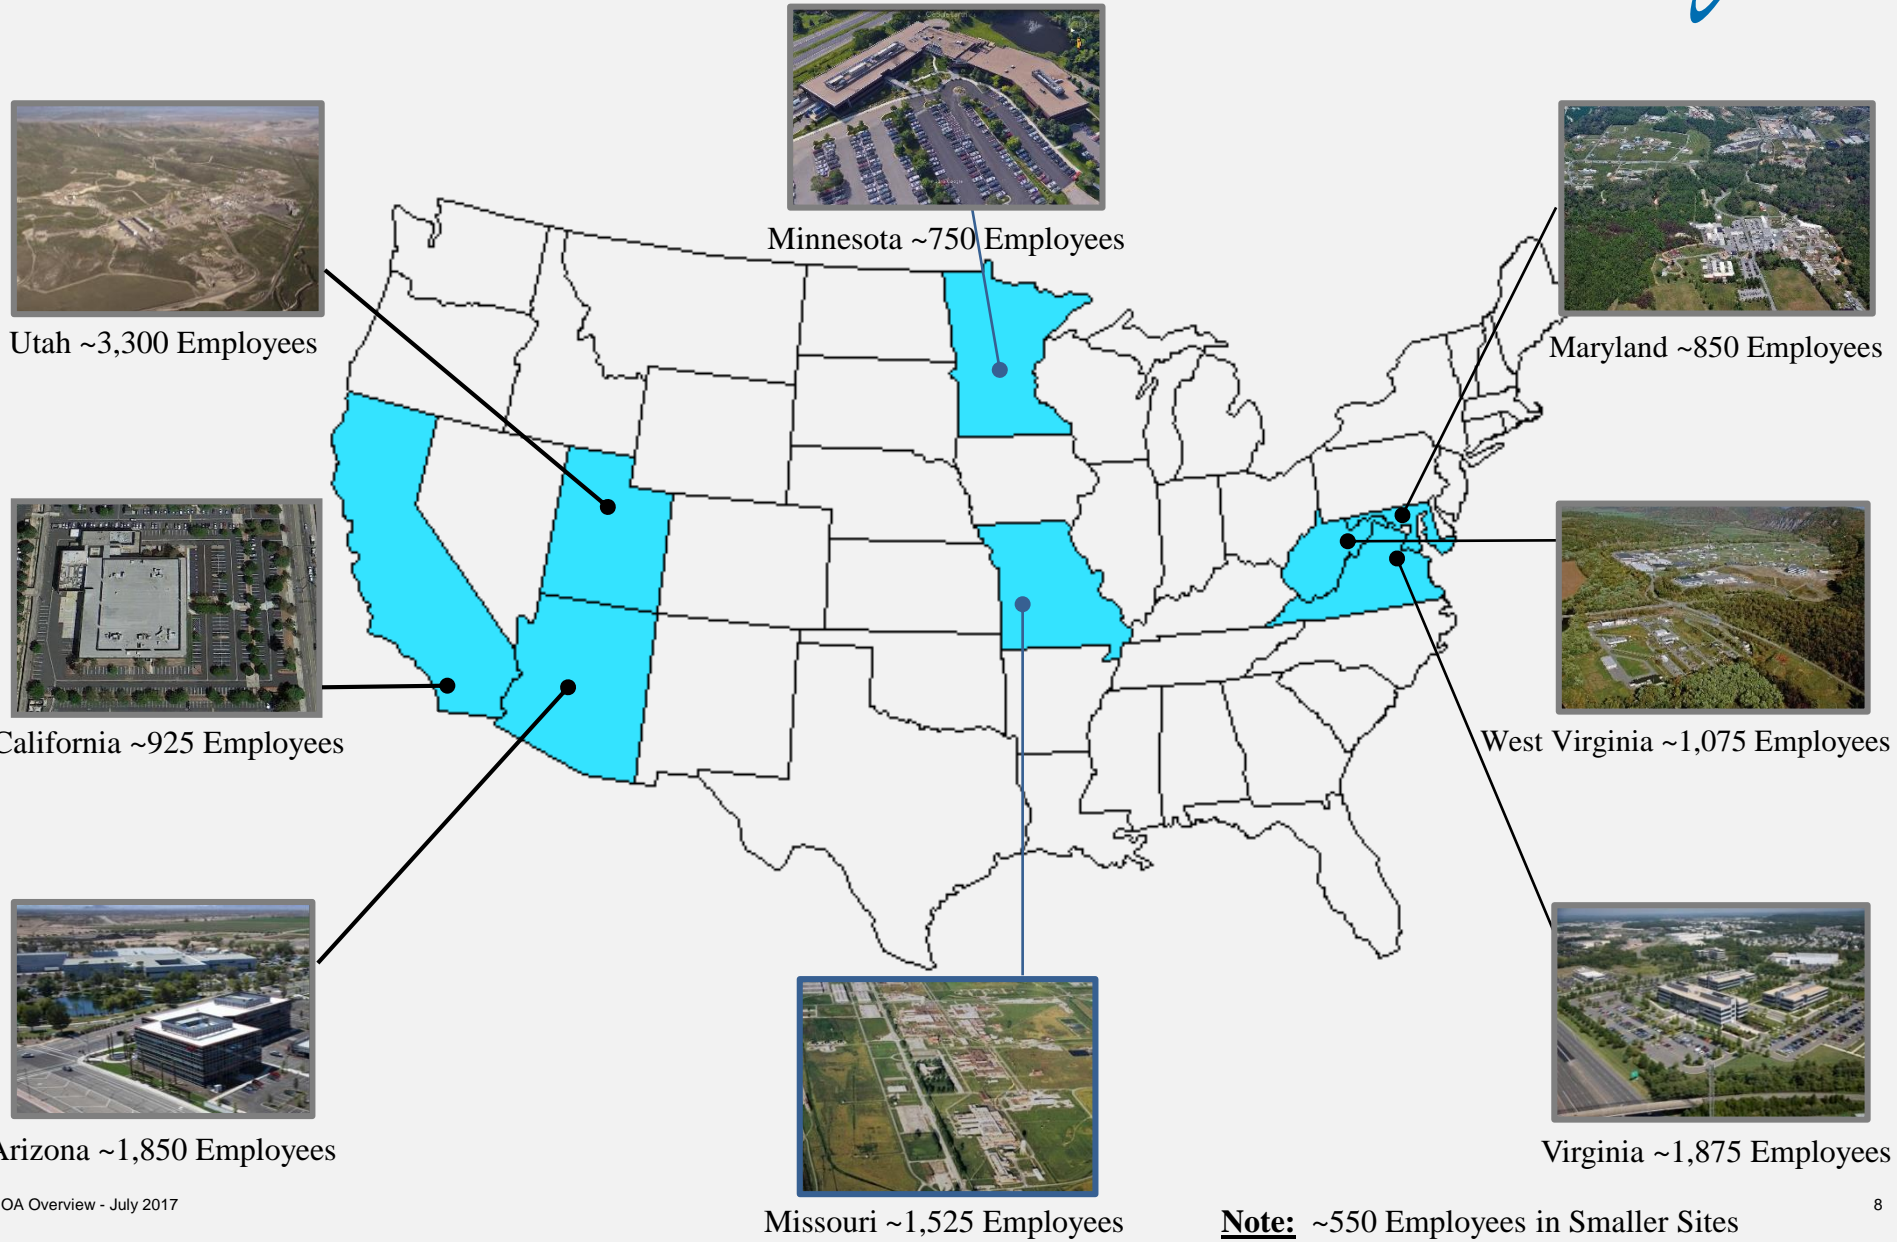 Minnesota ~750 Employees
Utah ~3,300 Employees
Maryland ~850 Employees
California ~925 Employees
West Virginia ~1,075 Employees
Arizona ~1,850 Employees
Virginia ~1,875 Employees
OA Overview - July 2017
8
Missouri ~1,525 Employees
Note: ~550 Employees in Smaller Sites